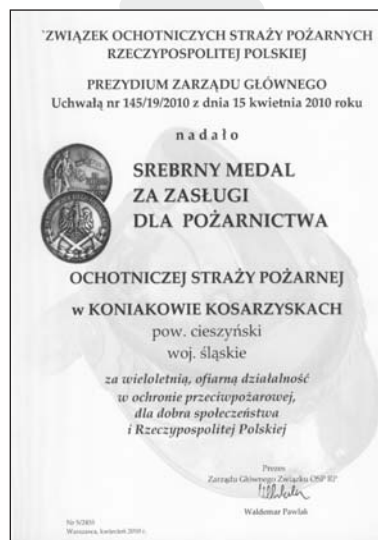 ZWIĄZEK OCHOTNICZYCH STRAŻY POŻARNYCH
RZECZYPOSPOLITEJ POLSKIEJ
PREZYDIUM ZARZĄDU GŁÓWNEGO
Uchwałą nr 145/19/2010 z dnia 15 kwietnia 2010 roku
nadało
SREBRNY MEDAL
ZA ZASŁUGI
DLA POŻARNICTWA
OCHOTNICZEJ STRAŻY POŻARNEJ
w KONIAKOWIE KOSARZYSKACH
pow. cieszyński
woj. śląskie
za wieloletnią, ofiarną działalność
w ochronie przeciwpożarowej,
dla dobra społeczeństwa
i Rzeczypospolitej Polskiej
Prezes
Zarządu Głównego Związku OSP RP
Waldemar Pawlak
Warszawa, kwiecień 2010 r.